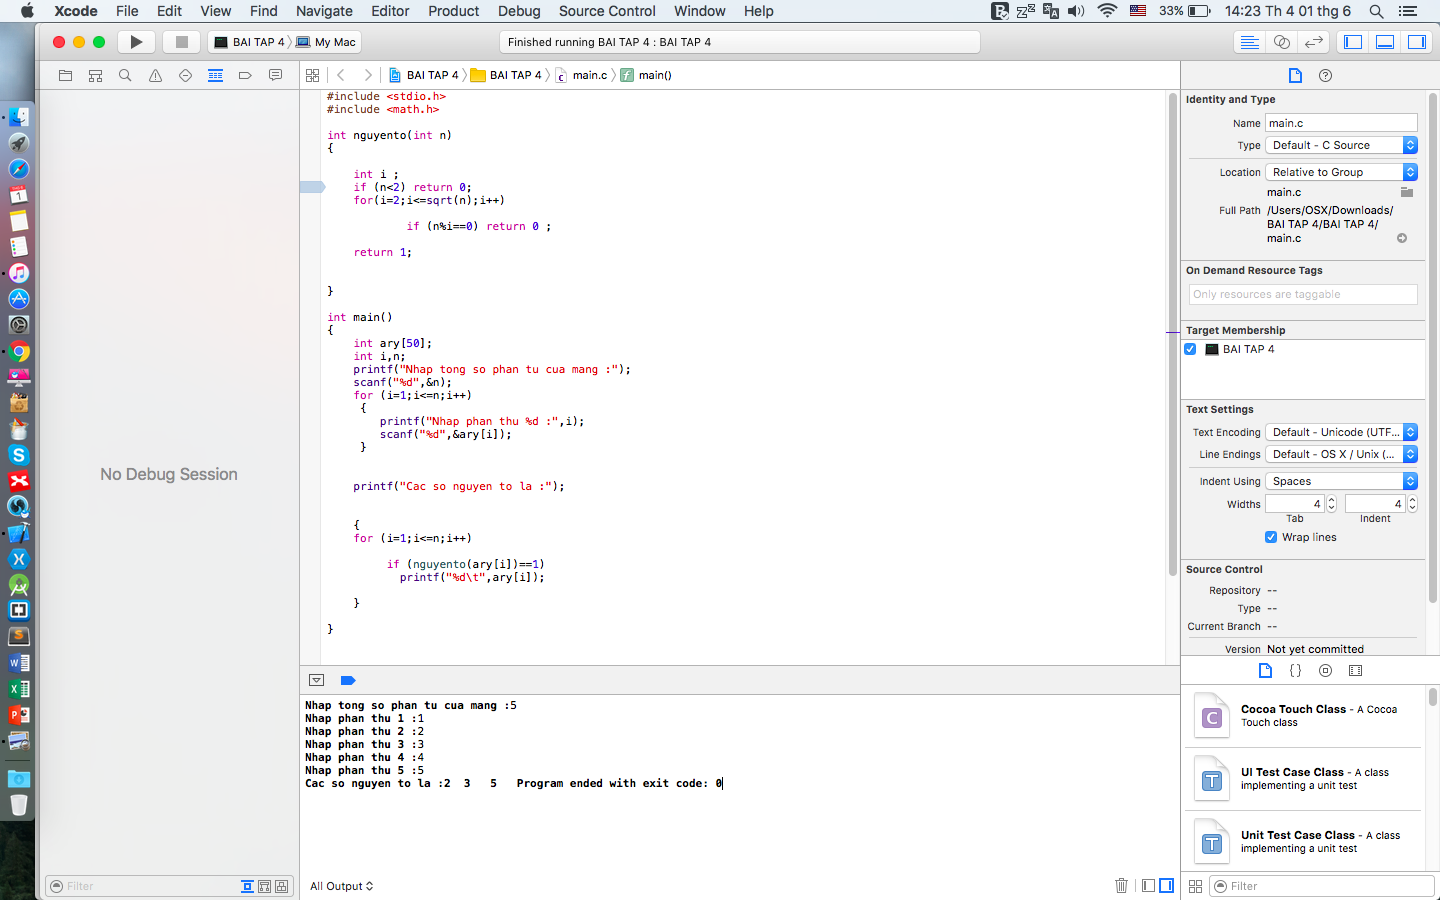 Xcode File Edit View Find Navigate Editor Product Debug Source Control Window Help 33% 14:23 Th 4 01 thg 6
BAI TAP 4 My Mac
Finished running BAI TAP 4 : BAI TAP 4
BAI TAP 4 BAI TAP 4 main.c main()
#include <stdio.h>
#include <math.h>
int nguyento(int n)
{
int i ;
if (n<2) return 0;
for(i=2;i<=sqrt(n);i++)
if (n%i==0) return 0 ;
return 1;
}
int main()
{
int ary[50];
int i,n;
printf("Nhap tong so phan tu cua mang :");
scanf("%d",&n);
for (i=1;i<=n;i++)
{
printf("Nhap phan thu %d :",i);
scanf("%d",&ary[i]);
}
printf("Cac so nguyen to la :");
{
for (i=1;i<=n;i++)
if (nguyento(ary[i])==1)
printf("%d\t",ary[i]);
}
}
No Debug Session
Filter
Nhap tong so phan tu cua mang :5
Nhap phan thu 1 :1
Nhap phan thu 2 :2
Nhap phan thu 3 :3
Nhap phan thu 4 :4
Nhap phan thu 5 :5
Cac so nguyen to la :2 3 5 Program ended with exit code: 0
All Output
Identity and Type
Name main.c
Type Default - C Source
Location Relative to Group
main.c
Full Path /Users/OSX/Downloads/
BAI TAP 4/BAI TAP 4/
main.c
On Demand Resource Tags
Only resources are taggable
Target Membership
BAI TAP 4
Text Settings
Text Encoding Default - Unicode (UTF...
Line Endings Default - OS X / Unix (...
Indent Using Spaces
Widths 4 4
Tab Indent
Wrap lines
Source Control
Repository --
Type --
Current Branch --
Version Not yet committed
Cocoa Touch Class - A Cocoa
Touch class
UI Test Case Class - A class
implementing a unit test
Unit Test Case Class - A class
implementing a unit test
Filter